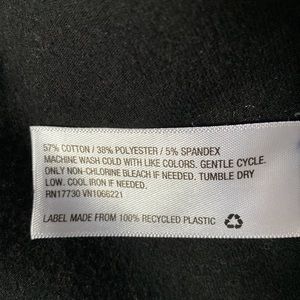 57% COTTON / 38% POLYESTER / 5% SPANDEX
MACHINE WASH COLD WITH LIKE COLORS. GENTLE CYCLE.
ONLY NON-CHLORINE BLEACH IF NEEDED. TUMBLE DRY
LOW. COOL IRON IF NEEDED.
RN17730 VN1066221
LABEL MADE FROM 100% RECYCLED PLASTIC